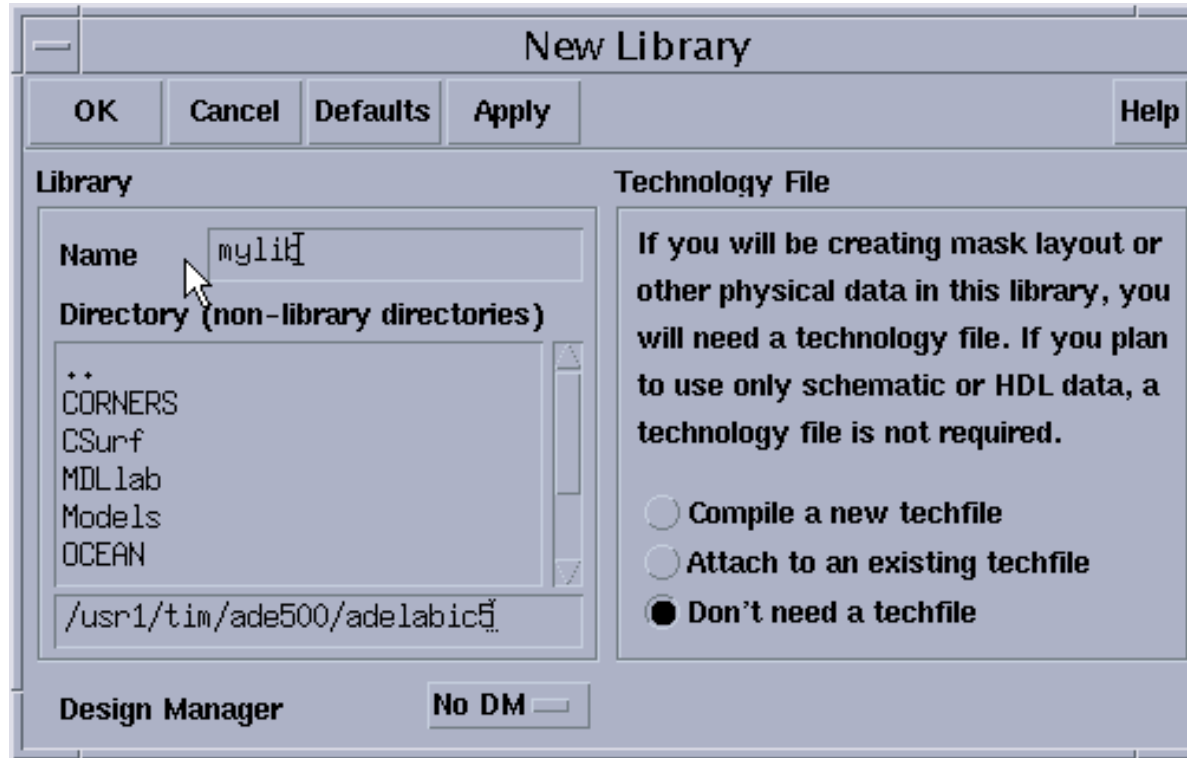 New Library
OK Cancel Defaults Apply Help
Library
Name mylib
Directory (non-library directories)
..
CORNERS
CSurf
MDLlab
Models
OCEAN
/usr1/tim/ade500/adelabic5
Design Manager No DM
Technology File
If you will be creating mask layout or
other physical data in this library, you
will need a technology file. If you plan
to use only schematic or HDL data, a
technology file is not required.
Compile a new techfile
Attach to an existing techfile
Don't need a techfile